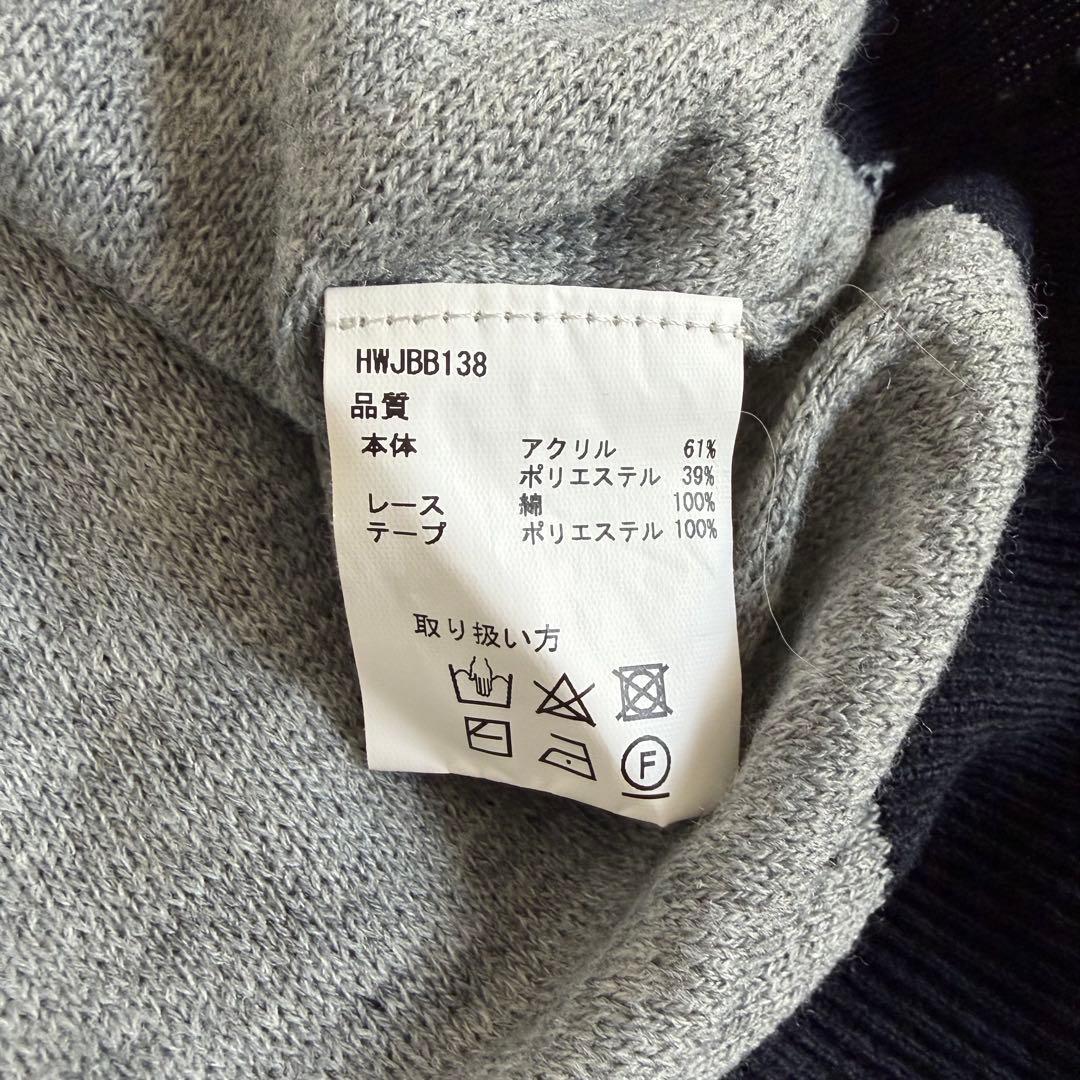 HWJBB138
品質
本体 アクリル 61%
ポリエステル 39%
レース 綿 100%
テープ ポリエステル 100%
取り扱い方
F